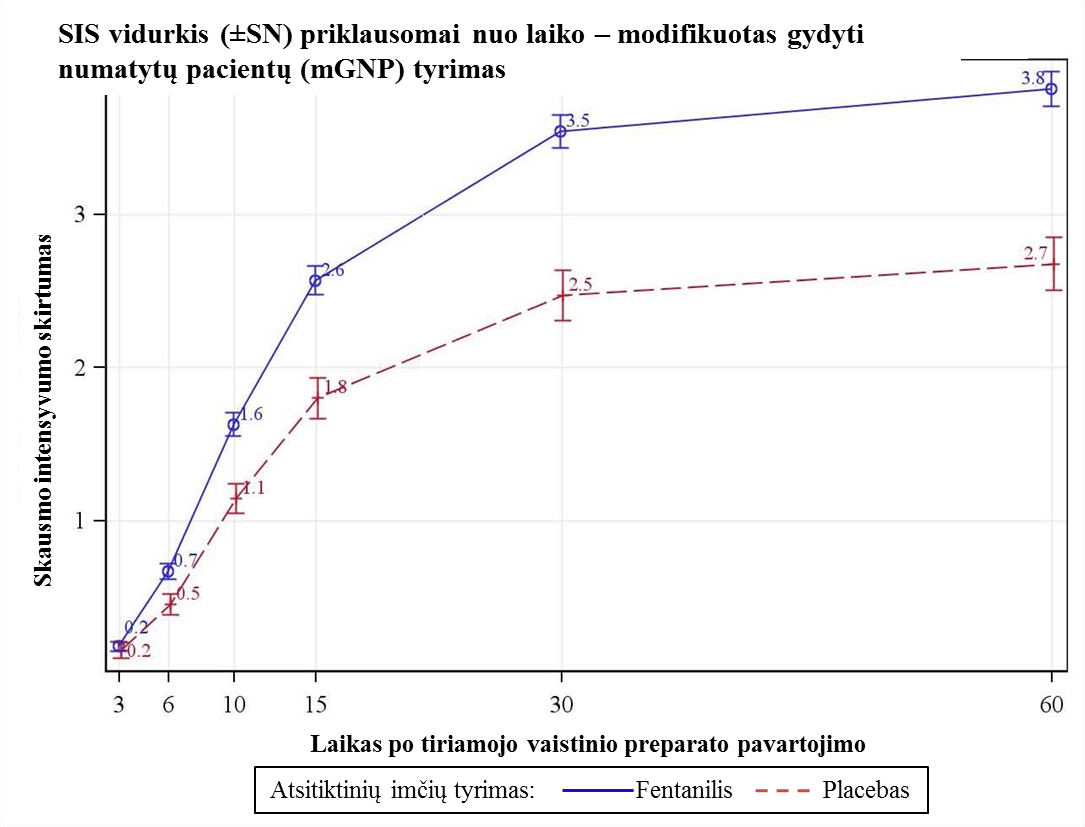 SIS vidurkis (±SN) priklausomai nuo laiko – modifikuotas gydyti
numatytų pacientų (mGNP) tyrimas
3.8
3.5
3
2.7
2.6
2.5
Skausmo intensyvumo skirtumas
2
1.8
1.6
1.1
1
0.7
0.5
0.2
0.2
3 6 10 15 30 60
Laikas po tiriamojo vaistinio preparato pavartojimo
Atsitiktinių imčių tyrimas: Fentanilis Placebas